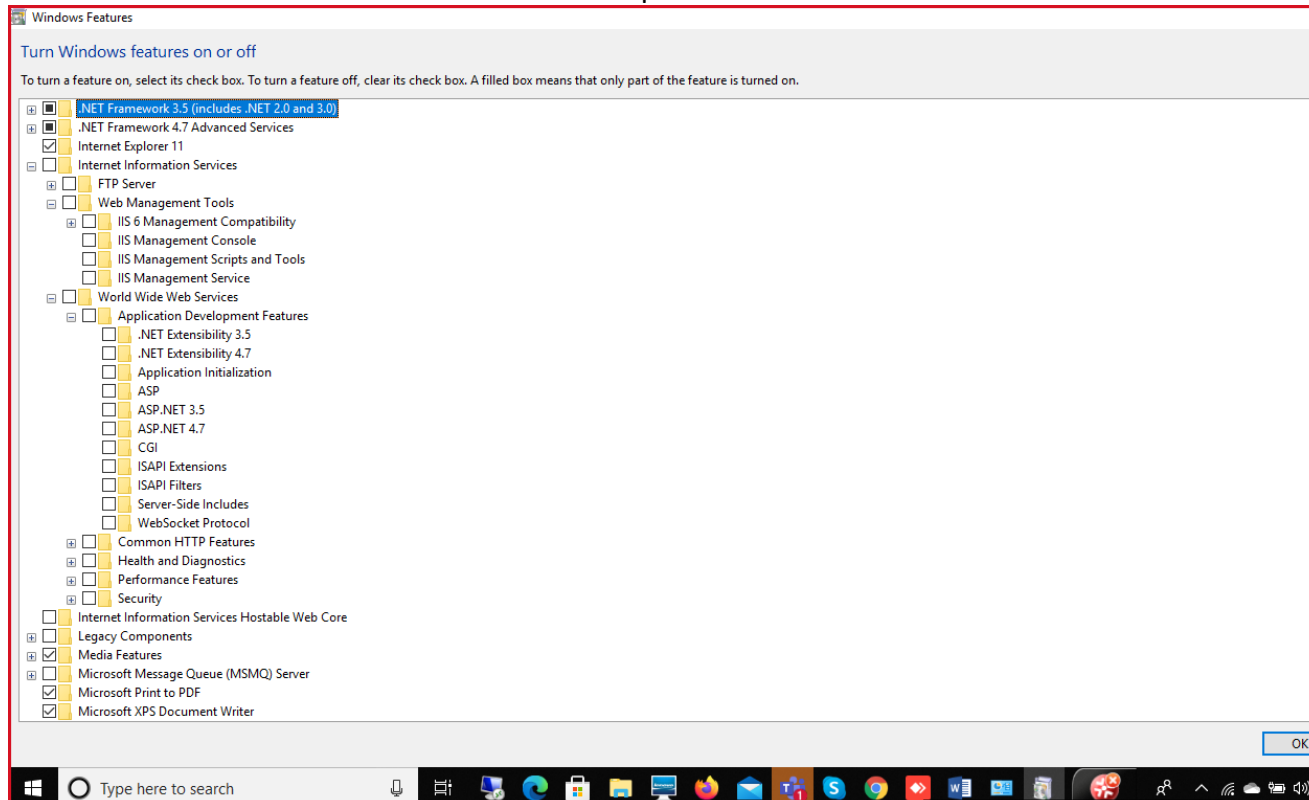 Windows Features
Turn Windows features on or off
To turn a feature on, select its check box. To turn a feature off, clear its check box. A filled box means that only part of the feature is turned on.
.NET Framework 3.5 (includes .NET 2.0 and 3.0)
.NET Framework 4.7 Advanced Services
Internet Explorer 11
Internet Information Services
FTP Server
Web Management Tools
IIS 6 Management Compatibility
IIS Management Console
IIS Management Scripts and Tools
IIS Management Service
World Wide Web Services
Application Development Features
.NET Extensibility 3.5
.NET Extensibility 4.7
Application Initialization
ASP
ASP.NET 3.5
ASP.NET 4.7
CGI
ISAPI Extensions
ISAPI Filters
Server-Side Includes
WebSocket Protocol
Common HTTP Features
Health and Diagnostics
Performance Features
Security
Internet Information Services Hostable Web Core
Legacy Components
Media Features
Microsoft Message Queue (MSMQ) Server
Microsoft Print to PDF
Microsoft XPS Document Writer
OK
Type here to search